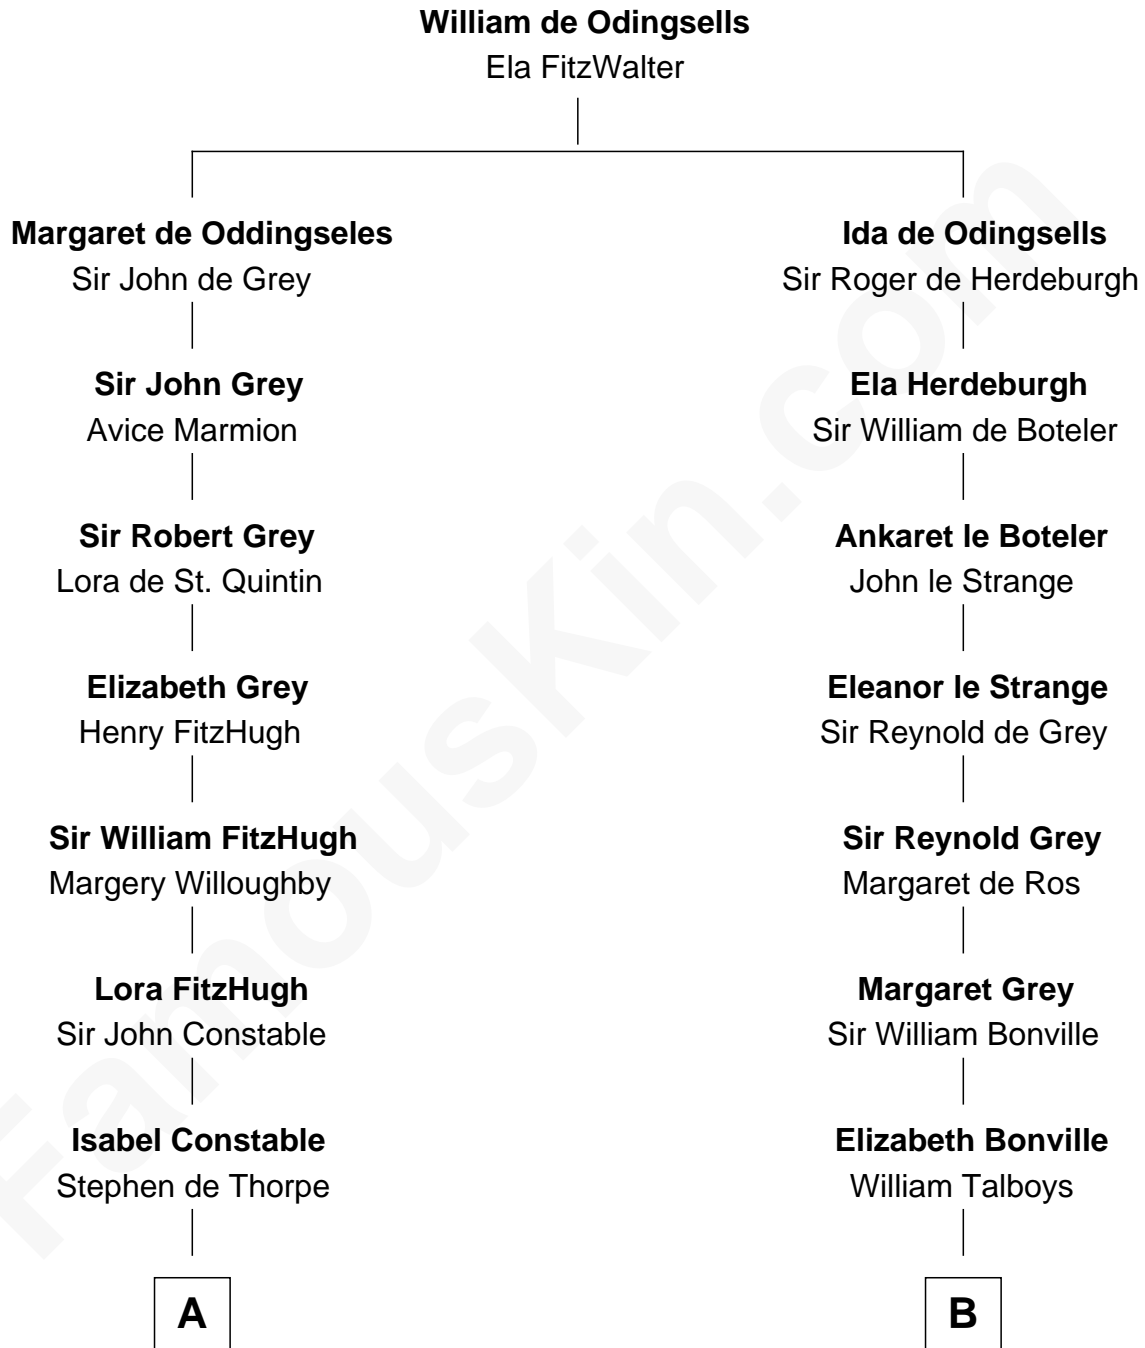 William de Odingsells
Ela FitzWalter
Margaret de Oddingseles
Sir John de Grey
Sir John Grey
Avice Marmion
Sir Robert Grey
Lora de St. Quintin
Elizabeth Grey
Henry FitzHugh
Sir William FitzHugh
Margery Willoughby
Lora FitzHugh
Sir John Constable
Isabel Constable
Stephen de Thorpe
A
Ida de Odingsells
Sir Roger de Herdeburgh
Ela Herdeburgh
Sir William de Boteler
Ankaret le Boteler
John le Strange
Eleanor le Strange
Sir Reynold de Grey
Sir Reynold Grey
Margaret de Ros
Margaret Grey
Sir William Bonville
Elizabeth Bonville
William Talboys
B
FamousKin.com